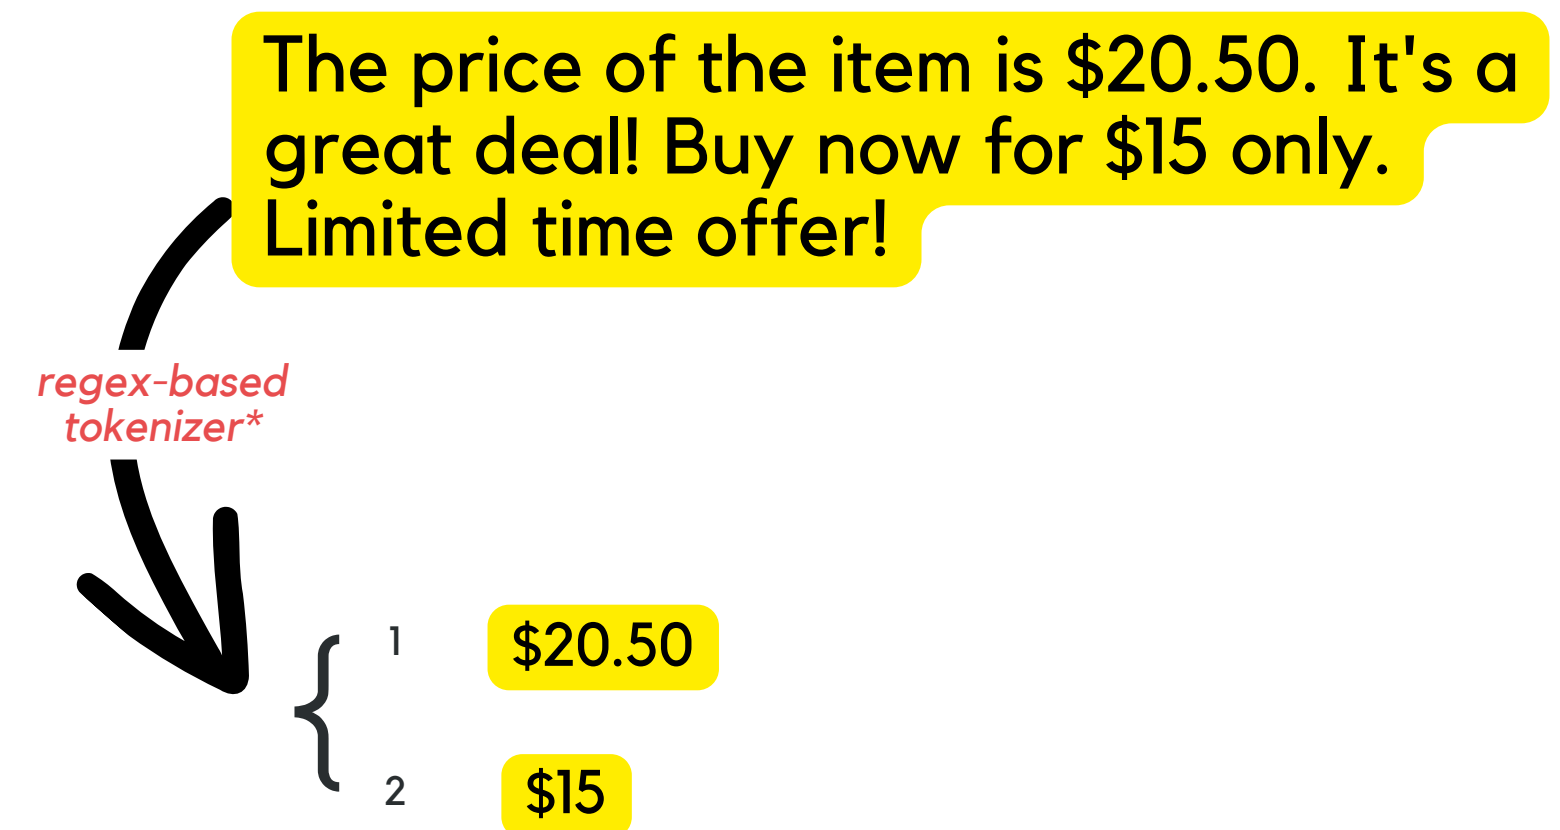 The price of the item is $20.50. It's a
great deal! Buy now for $15 only.
Limited time offer!
regex-based
tokenizer*
{
1 $20.50
2 $15